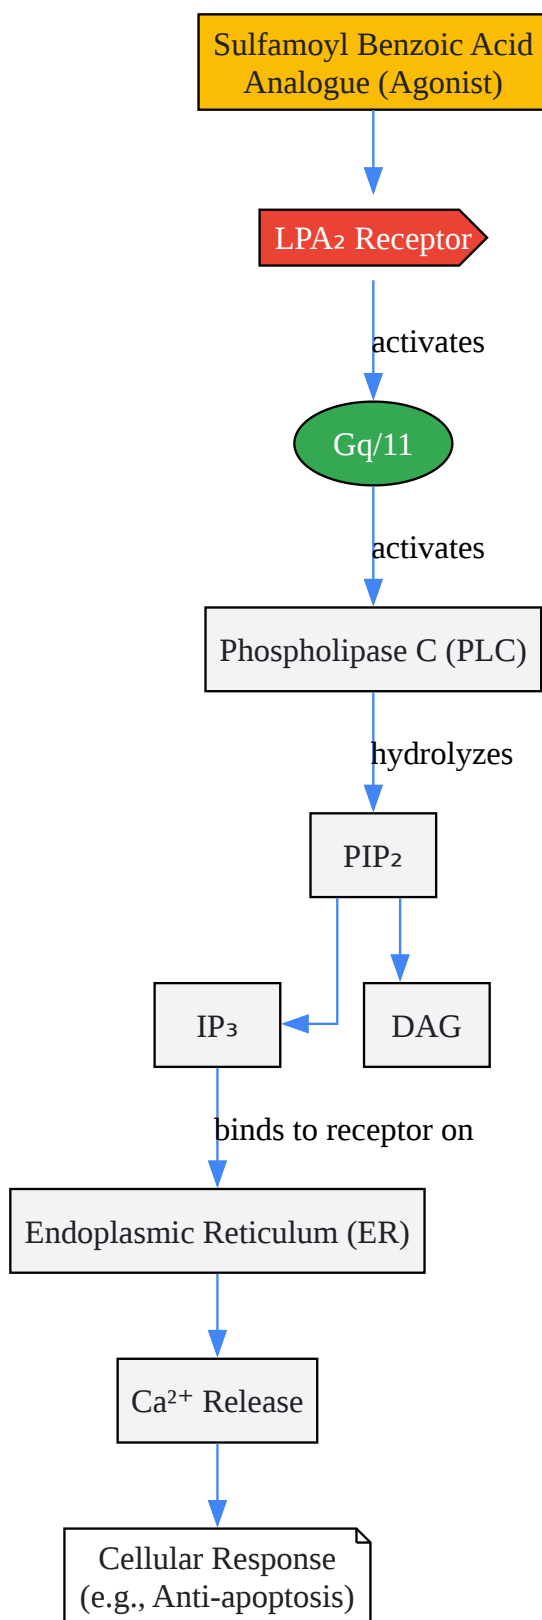 Sulfamoyl Benzoic Acid
Analogue (Agonist)
LPA₂ Receptor
activates
Gq/11
activates
Phospholipase C (PLC)
hydrolyzes
PIP₂
IP₃
DAG
binds to receptor on
Endoplasmic Reticulum (ER)
Ca²⁺ Release
Cellular Response
(e.g., Anti-apoptosis)